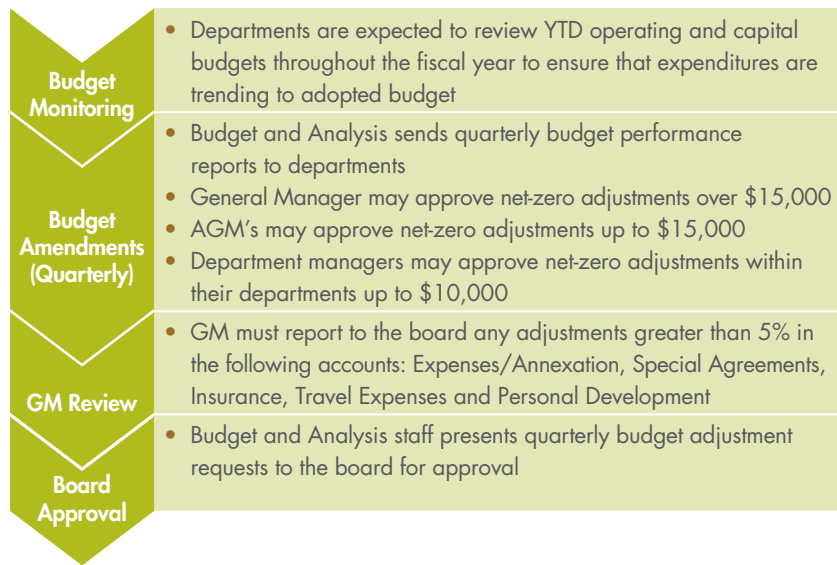 Budget
Monitoring
• Departments are expected to review YTD operating and capital
budgets throughout the fiscal year to ensure that expenditures are
trending to adopted budget
Budget
Amendments
(Quarterly)
• Budget and Analysis sends quarterly budget performance
reports to departments
• General Manager may approve net-zero adjustments over $15,000
• AGM's may approve net-zero adjustments up to $15,000
• Department managers may approve net-zero adjustments within
their departments up to $10,000
GM Review
• GM must report to the board any adjustments greater than 5% in
the following accounts: Expenses/Annexation, Special Agreements,
Insurance, Travel Expenses and Personal Development
Board
Approval
• Budget and Analysis staff presents quarterly budget adjustment
requests to the board for approval